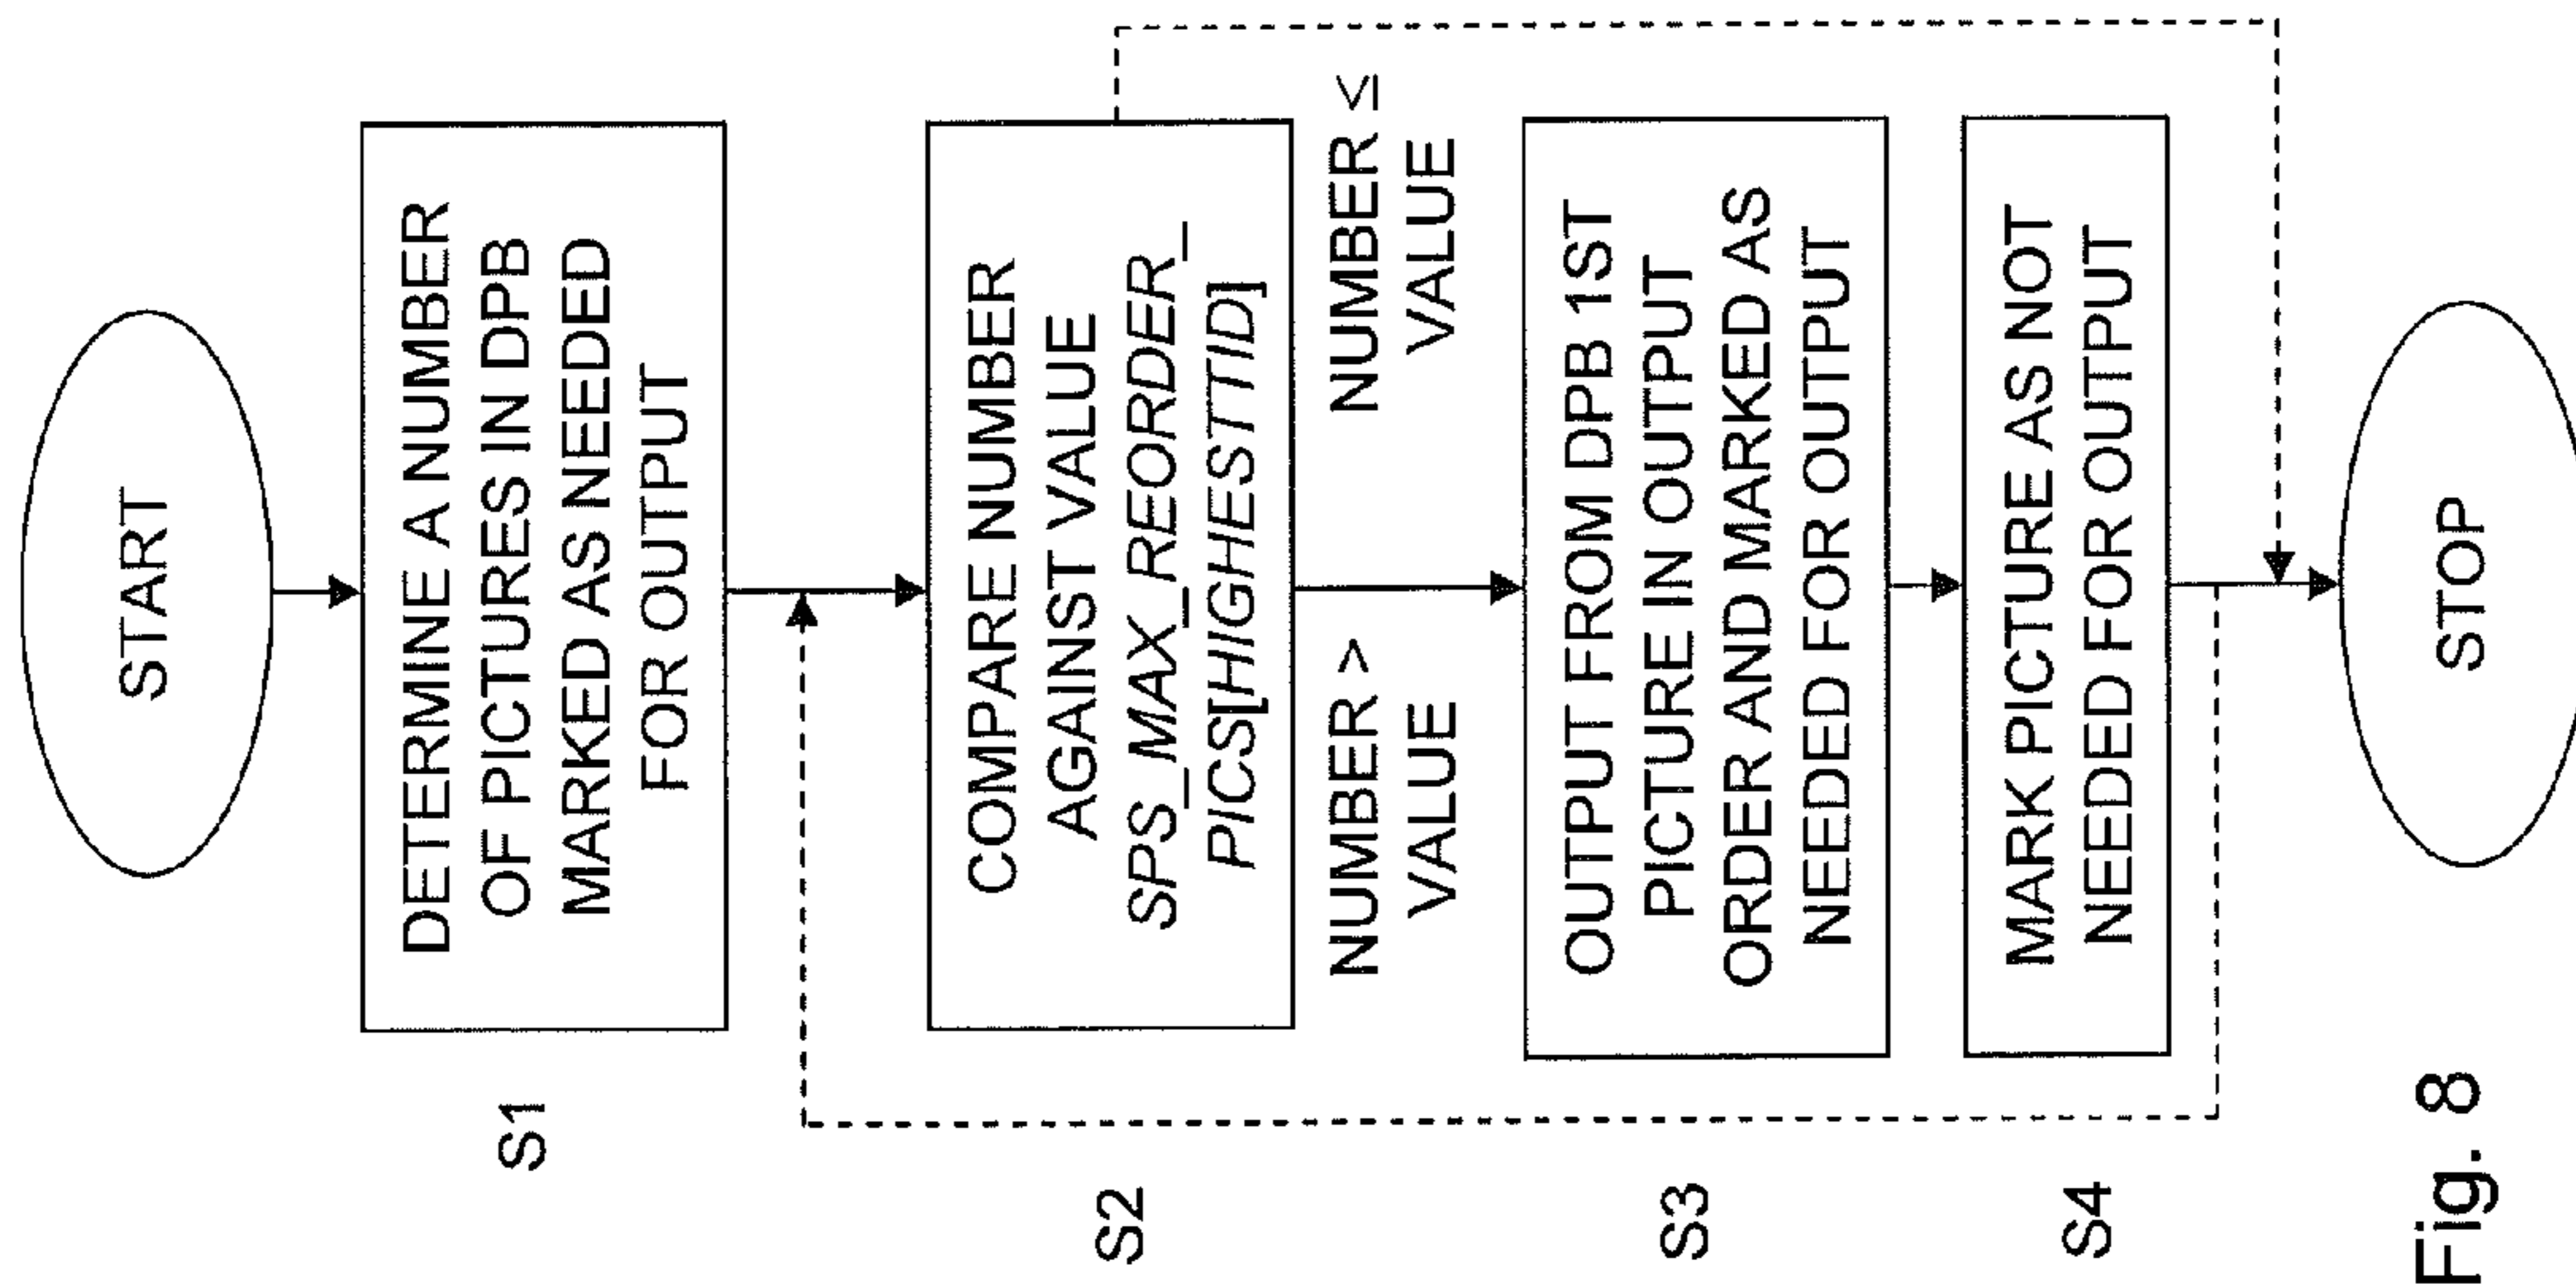 START
S1
DETERMINE A NUMBER
OF PICTURES IN DPB
MARKED AS NEEDED
FOR OUTPUT
S2
COMPARE NUMBER
AGAINST VALUE
SPS_MAX_REORDER_
PICS[HIGHESTTID]
NUMBER >
VALUE
NUMBER ≤
VALUE
S3
OUTPUT FROM DPB 1ST
PICTURE IN OUTPUT
ORDER AND MARKED AS
NEEDED FOR OUTPUT
S4
MARK PICTURE AS NOT
NEEDED FOR OUTPUT
STOP
Fig. 8